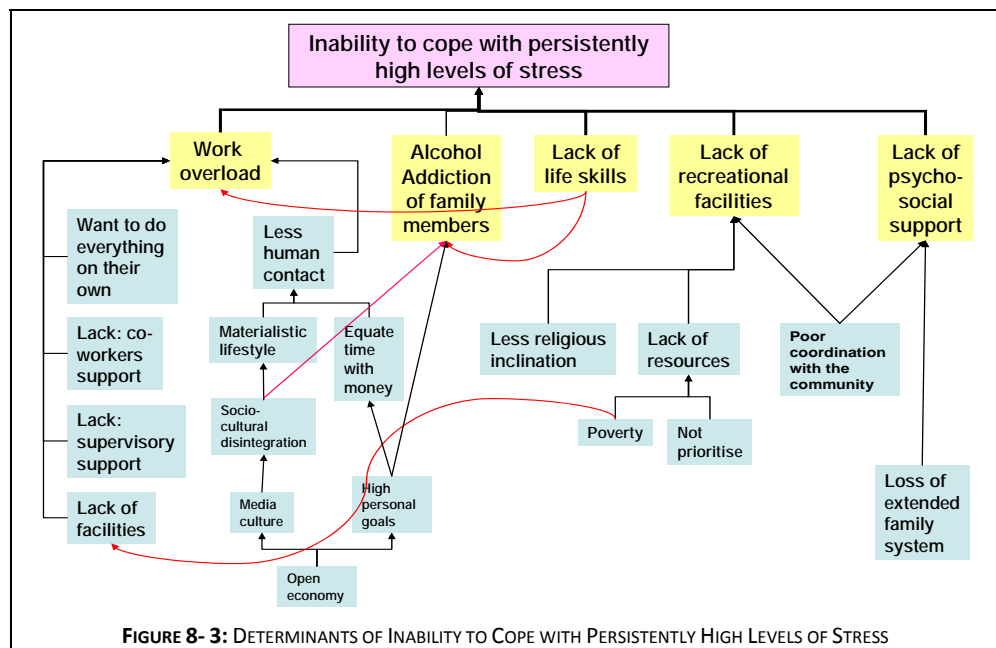 Inability to cope with persistently
high levels of stress
Work
overload
Alcohol
Addiction
of family
members
Lack of
life skills
Lack of
recreational
facilities
Lack of
psycho-
social
support
Want to do
everything
on their
own
Less
human
contact
Lack: co-
workers
support
Materialistic
lifestyle
Equate
time
with
money
Less religious
inclination
Lack of
resources
Poor
coordination
with the
community
Lack:
supervisory
support
Socio-
cultural
disintegration
Poverty
Not
prioritise
Lack of
facilities
Media
culture
High
personal
goals
Loss of
extended
family
system
Open
economy
FIGURE 8- 3: DETERMINANTS OF INABILITY TO COPE WITH PERSISTENTLY HIGH LEVELS OF STRESS